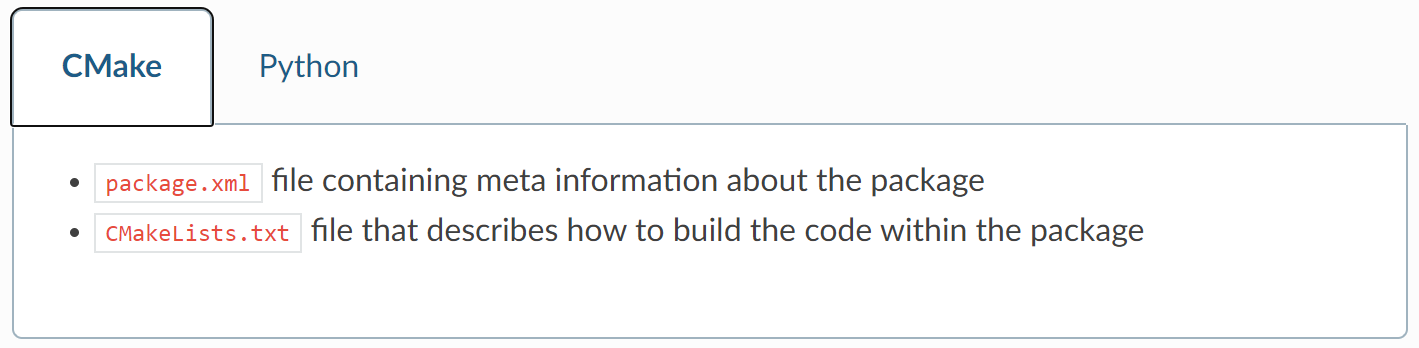 CMake Python
package.xml file containing meta information about the package
CMakeLists.txt file that describes how to build the code within the package